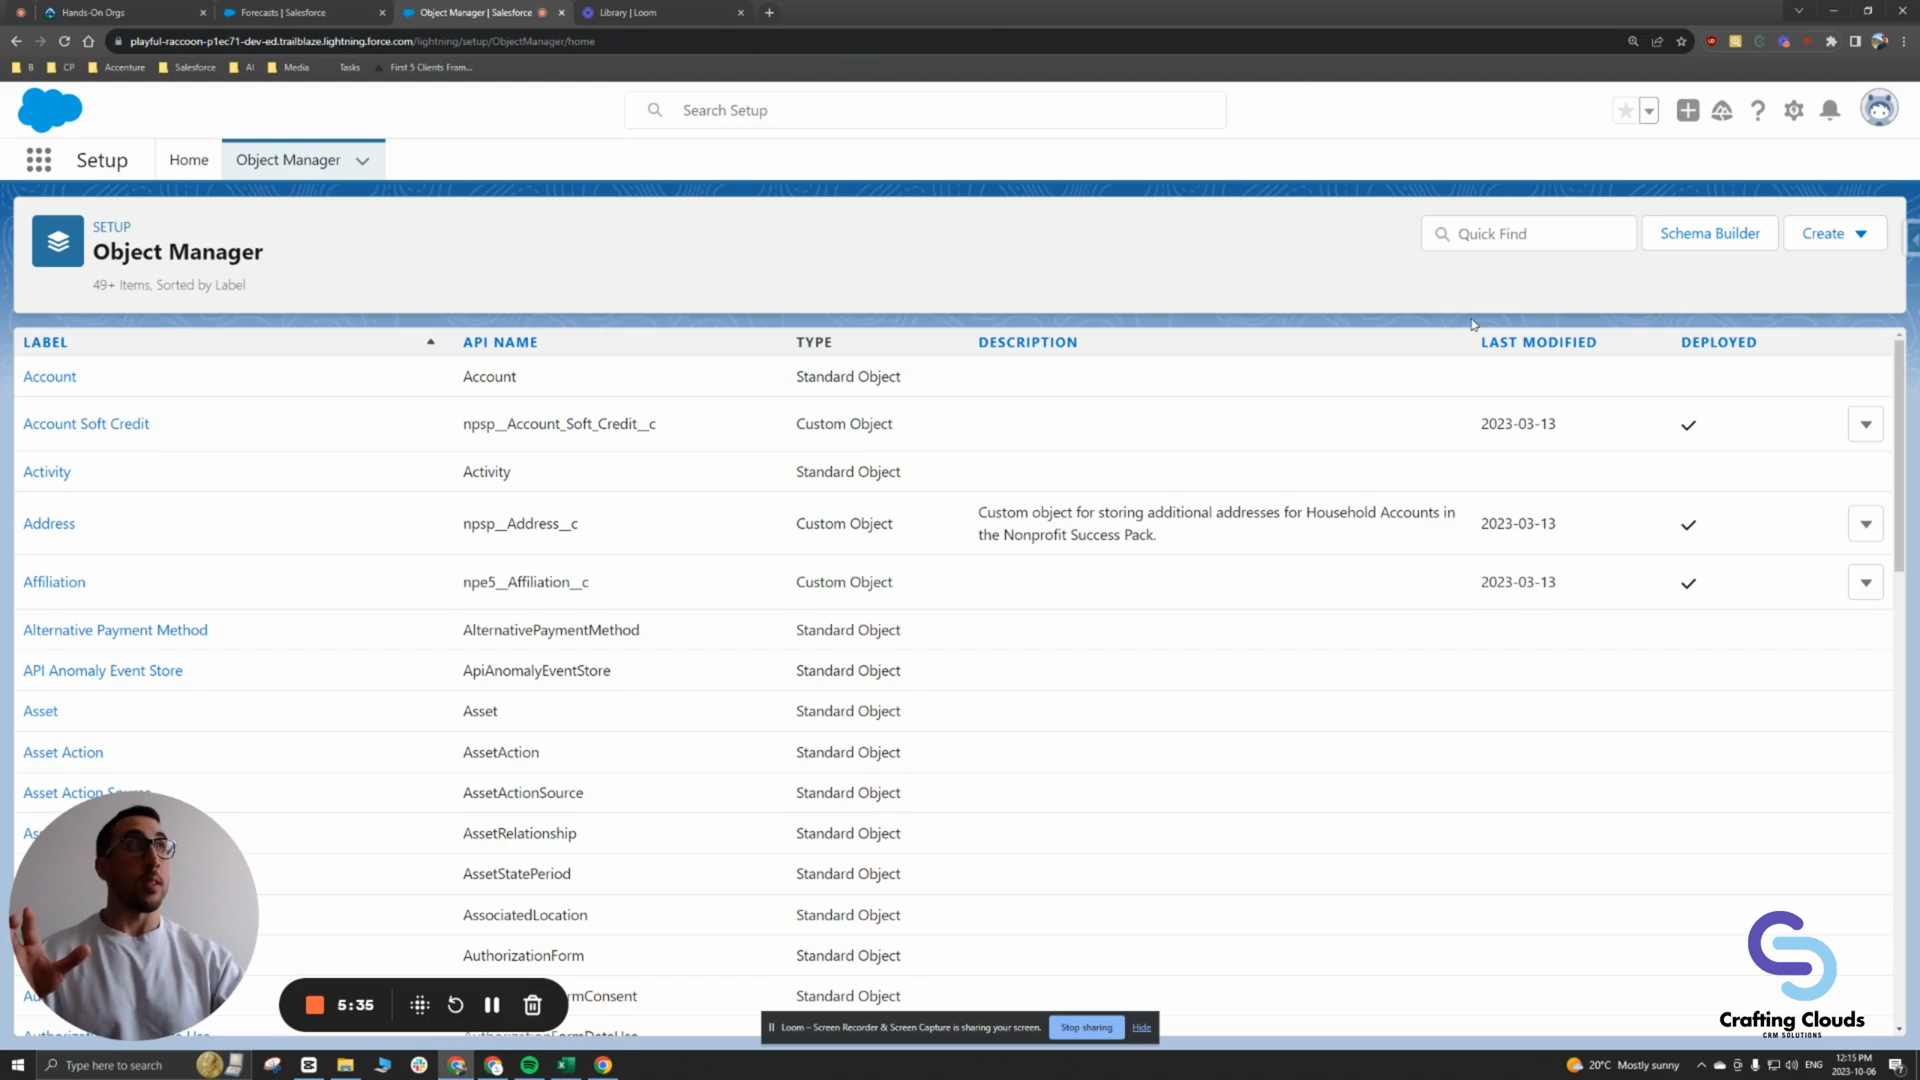 Hands-On Orgs
Forecasts | Salesforce
Object Manager | Salesforce
Library | Loom
playful-raccoon-p1ec71-dev-ed.trailblaze.lightning.force.com/lightning/setup/ObjectManager/home
B CP Accenture Salesforce AI Media Tasks First 5 Clients Fram...
Search Setup
Setup Home Object Manager
SETUP
Object Manager
49+ Items, Sorted by Label
Quick Find
Schema Builder
Create
LABEL API NAME TYPE DESCRIPTION LAST MODIFIED DEPLOYED
Account Account Standard Object
Account Soft Credit npsp__Account_Soft_Credit__c Custom Object 2023-03-13
Activity Activity Standard Object
Address npsp__Address__c Custom Object Custom object for storing additional addresses for Household Accounts in
the Nonprofit Success Pack. 2023-03-13
Affiliation npe5__Affiliation__c Custom Object 2023-03-13
Alternative Payment Method AlternativePaymentMethod Standard Object
API Anomaly Event Store ApiAnomalyEventStore Standard Object
Asset Asset Standard Object
Asset Action AssetAction Standard Object
Asset Action AssetActionSource Standard Object
AssetRelationship Standard Object
AssetStatePeriod Standard Object
AssociatedLocation Standard Object
AuthorizationForm Standard Object
rmConsent Standard Object
5:35
Loom – Screen Recorder & Screen Capture is sharing your screen. Stop sharing Hide
Crafting Clouds
CRM SOLUTIONS
Type here to search
20°C Mostly sunny
ENG
12:15 PM
2023-10-06